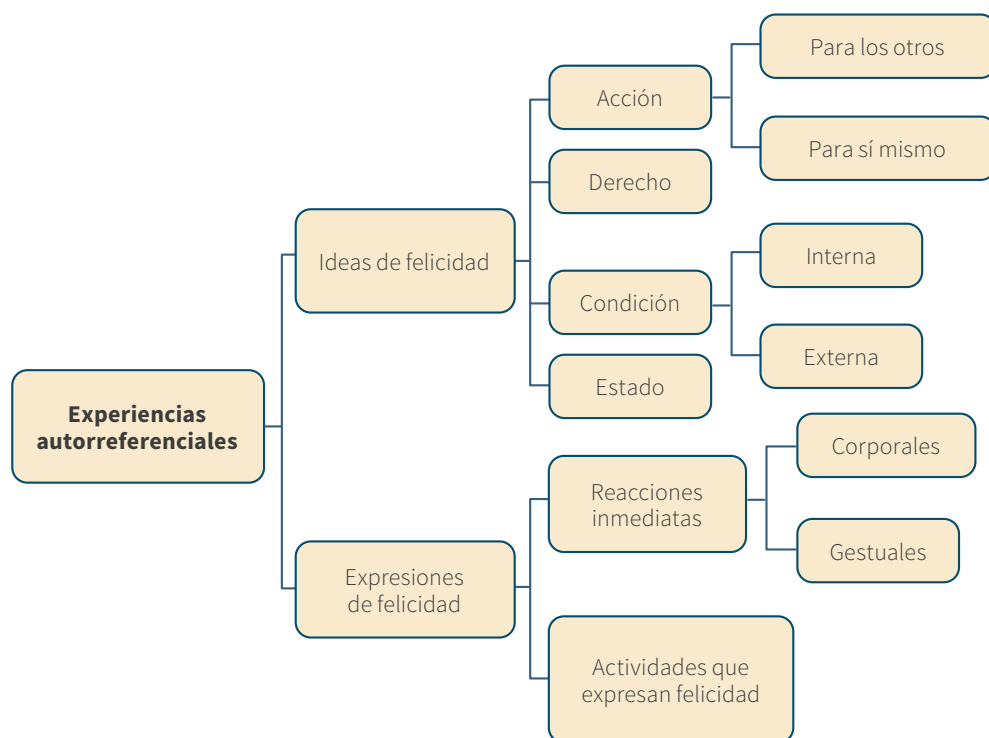 Experiencias
autorreferenciales
Ideas de felicidad
Acción
Para los otros
Para sí mismo
Derecho
Condición
Interna
Externa
Estado
Expresiones
de felicidad
Reacciones
inmediatas
Corporales
Gestuales
Actividades que
expresan felicidad